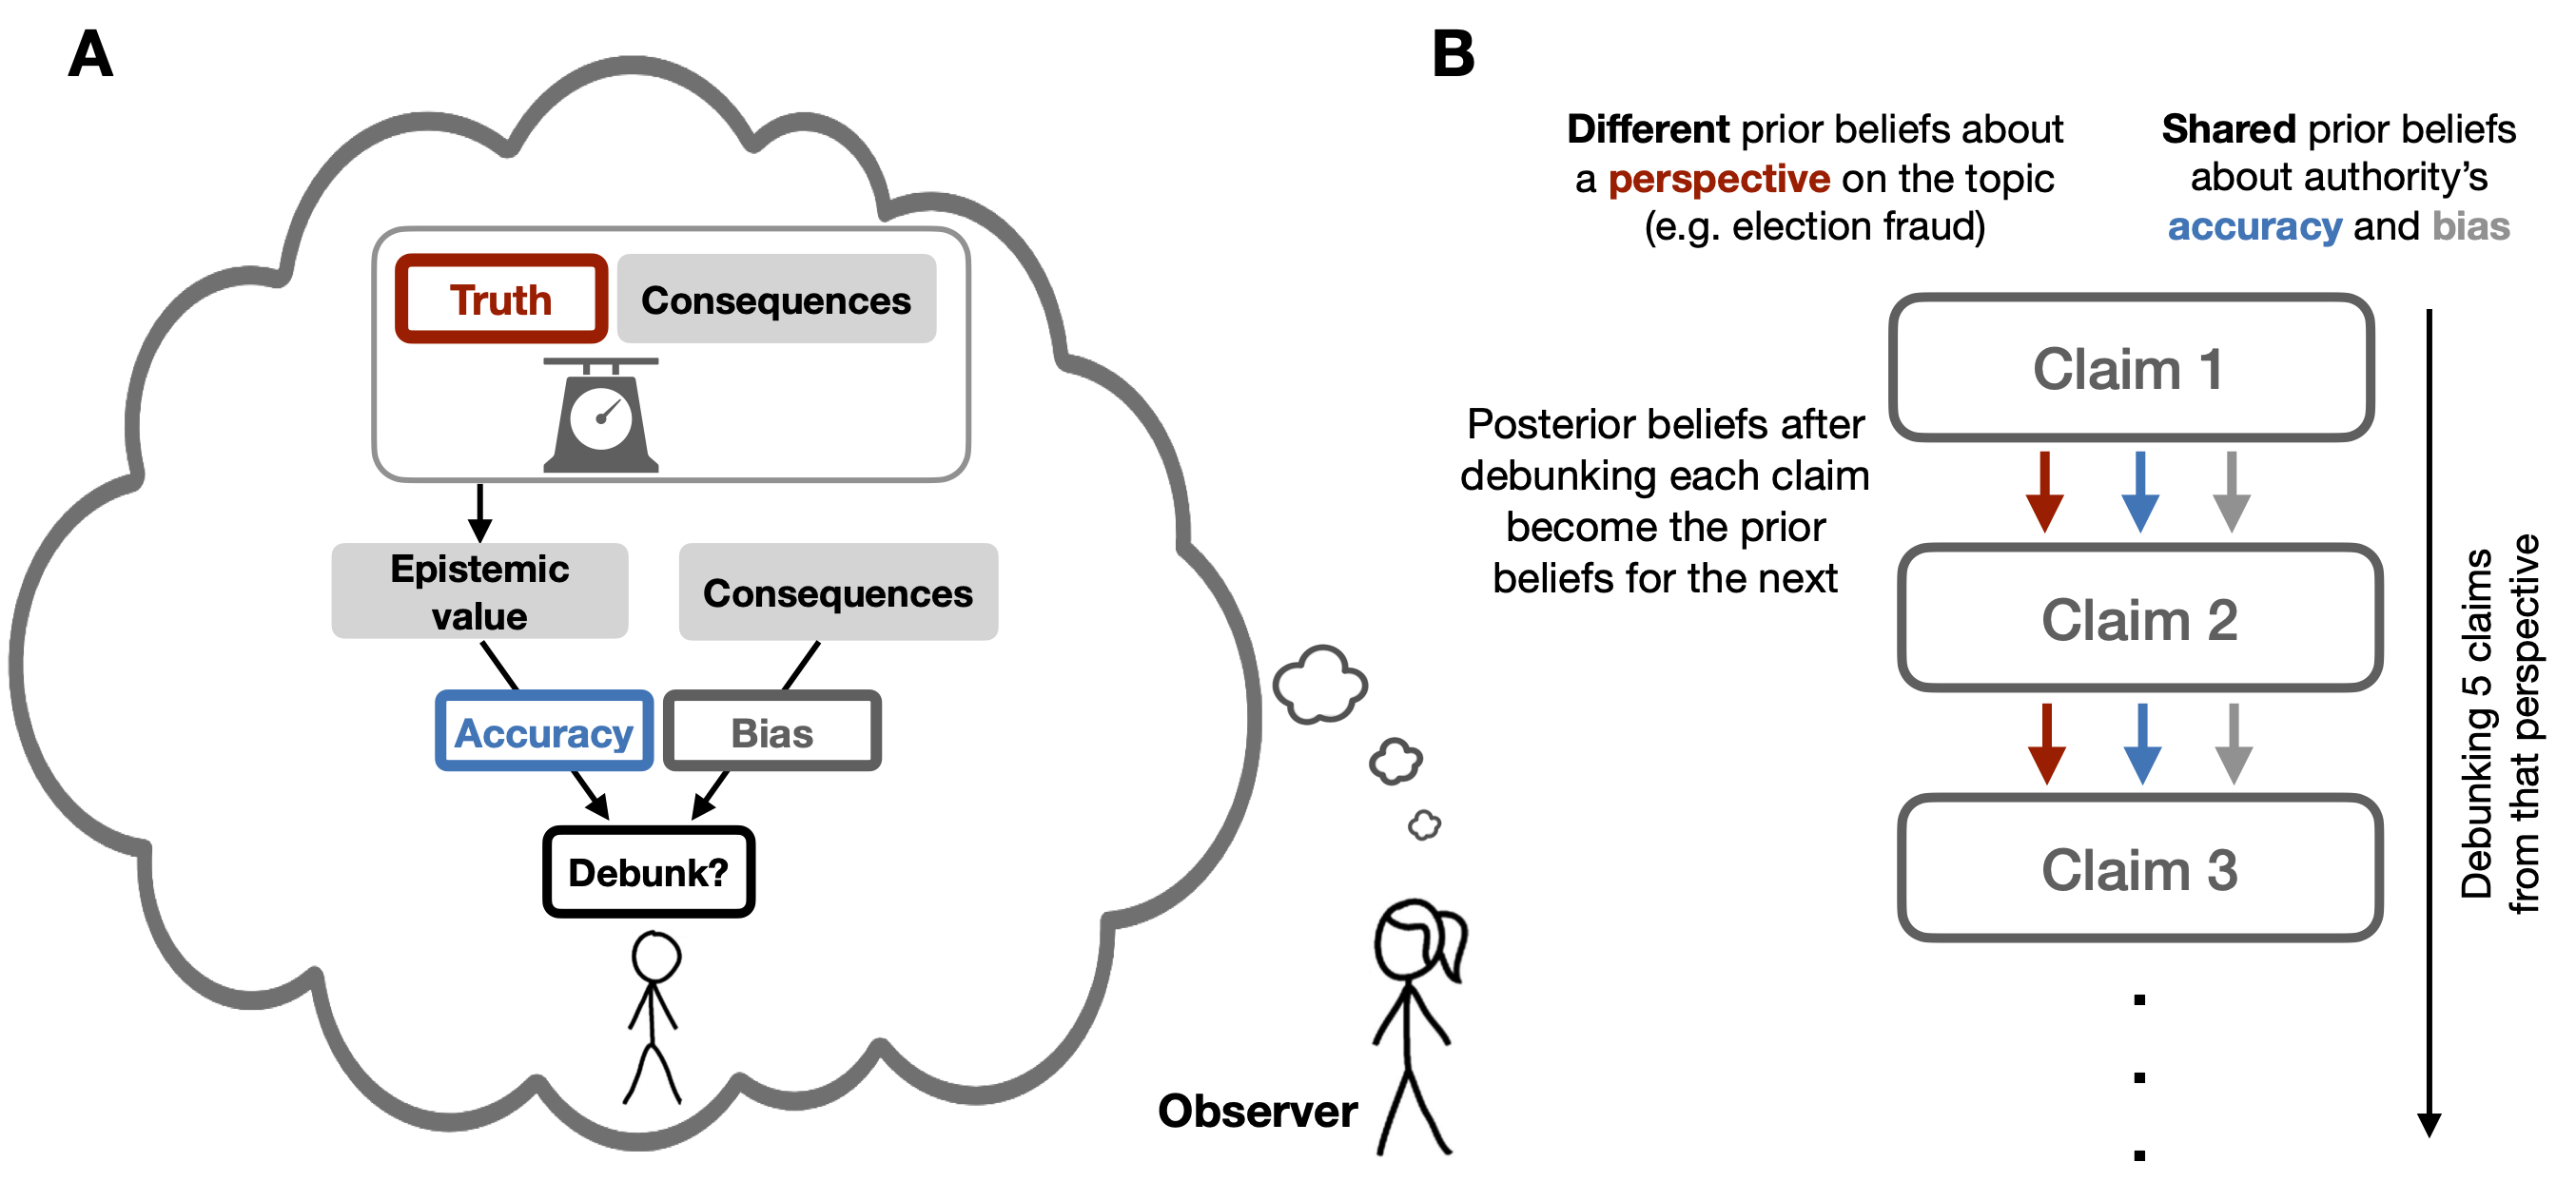 A
Truth
Consequences
Epistemic
value
Consequences
Accuracy
Bias
Debunk?
Observer
B
Different prior beliefs about
a perspective on the topic
(e.g. election fraud)
Shared prior beliefs
about authority’s
accuracy and bias
Claim 1
Posterior beliefs after
debunking each claim
become the prior
beliefs for the next
Claim 2
Claim 3
Debunking 5 claims
from that perspective